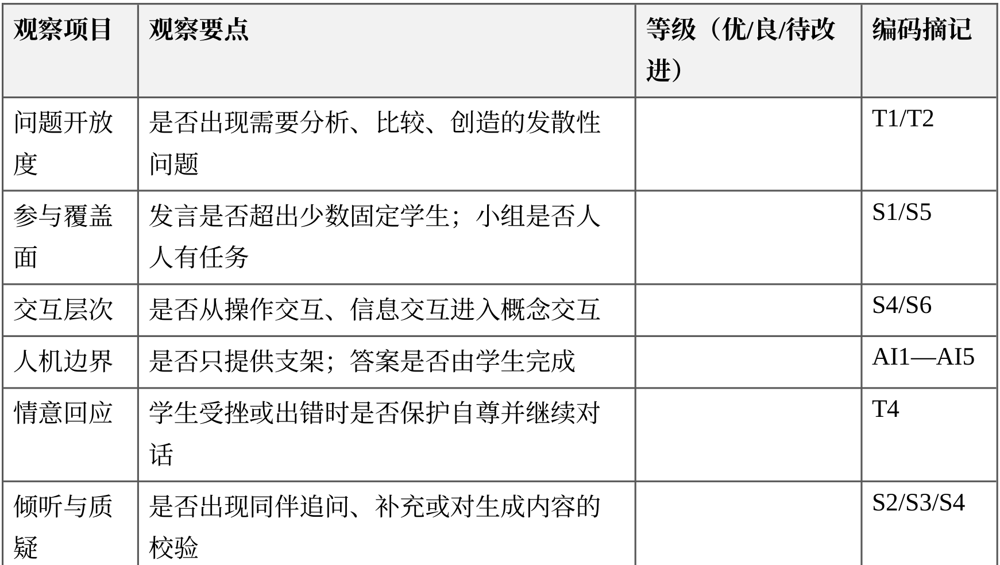 观察项目 观察要点 等级（优/良/待改 编码摘记
进）
问题开放 是否出现需要分析、比较、创造的发散性 T1/T2
度 问题
参与覆盖 发言是否超出少数固定学生；小组是否人 S1/S5
面 人有任务
交互层次 是否从操作交互、信息交互进入概念交互 S4/S6
人机边界 是否只提供支架；答案是否由学生完成 AI1—AI5
情意回应 学生受挫或出错时是否保护自尊并继续对 T4
话
倾听与质 是否出现同伴追问、补充或对生成内容的 S2/S3/S4
疑 校验